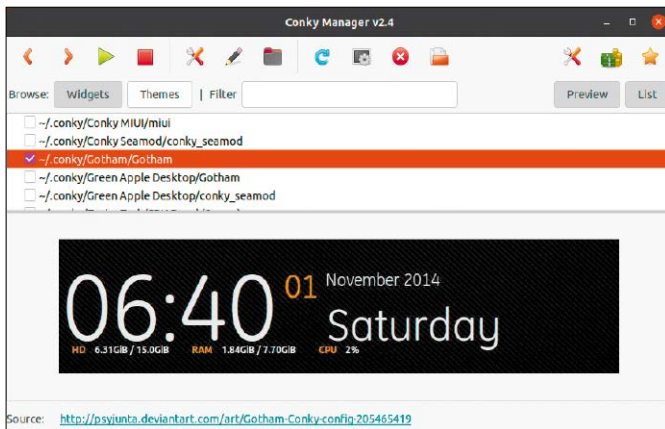 Conky Manager v2.4
Browse: Widgets Themes | Filter Preview List
~/.conky/Conky MIUI/miui
~/.conky/Conky Seamod/conky_seamod
~/.conky/Gotham/Gotham
~/.conky/Green Apple Desktop/Gotham
~/.conky/Green Apple Desktop/conky_seamod
06:40 01 November 2014
Saturday
HD 6.31GiB / 15.0GiB RAM 1.84GiB / 7.70GiB CPU 2%
Source: http://psyjunta.deviantart.com/art/Gotham-Conky-config-205465419